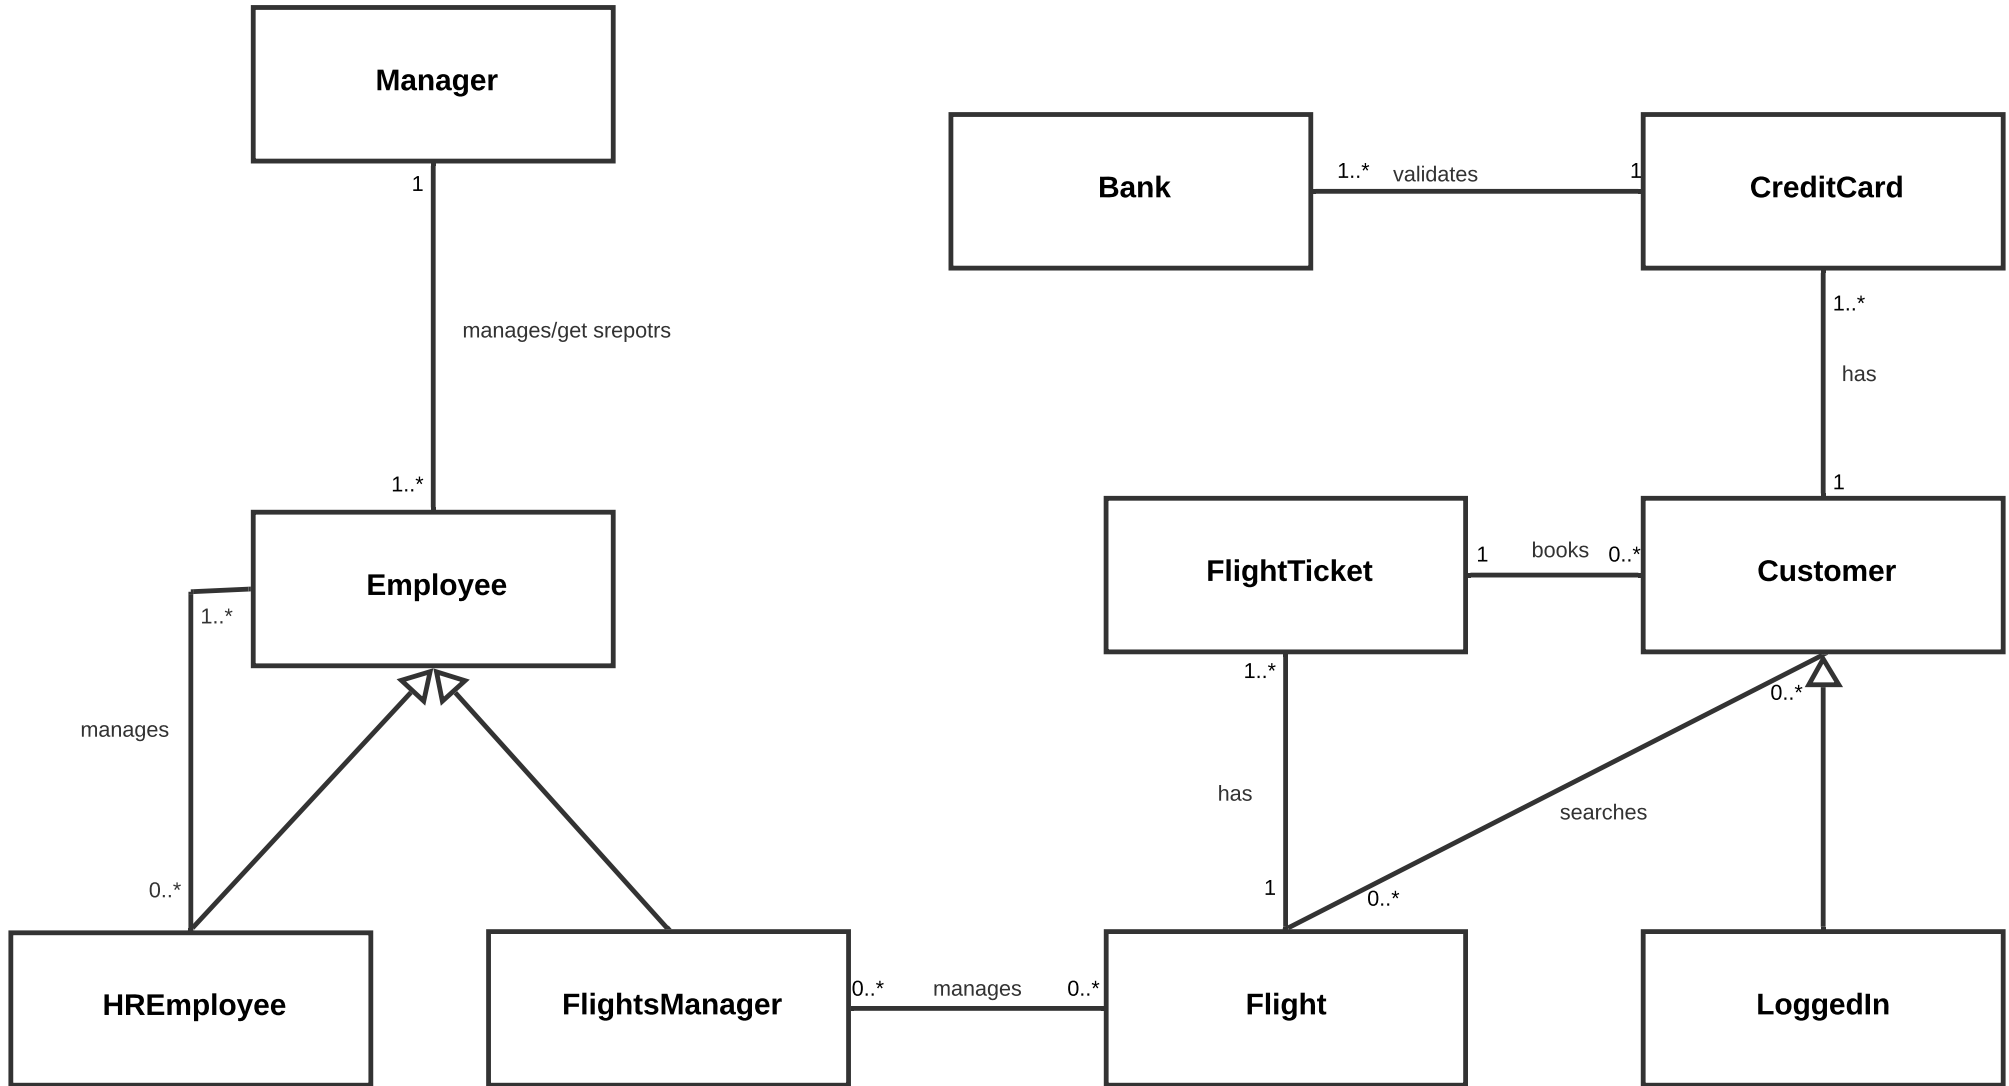 Manager
1
manages/get srepotrs
1..*
Employee
1..*
manages
0..*
HREmployee
FlightsManager
0..*
manages
0..*
Flight
Bank
1..*
validates
1
CreditCard
1..*
has
1
FlightTicket
1
books
0..*
Customer
1..*
has
1
0..*
searches
0..*
LoggedIn